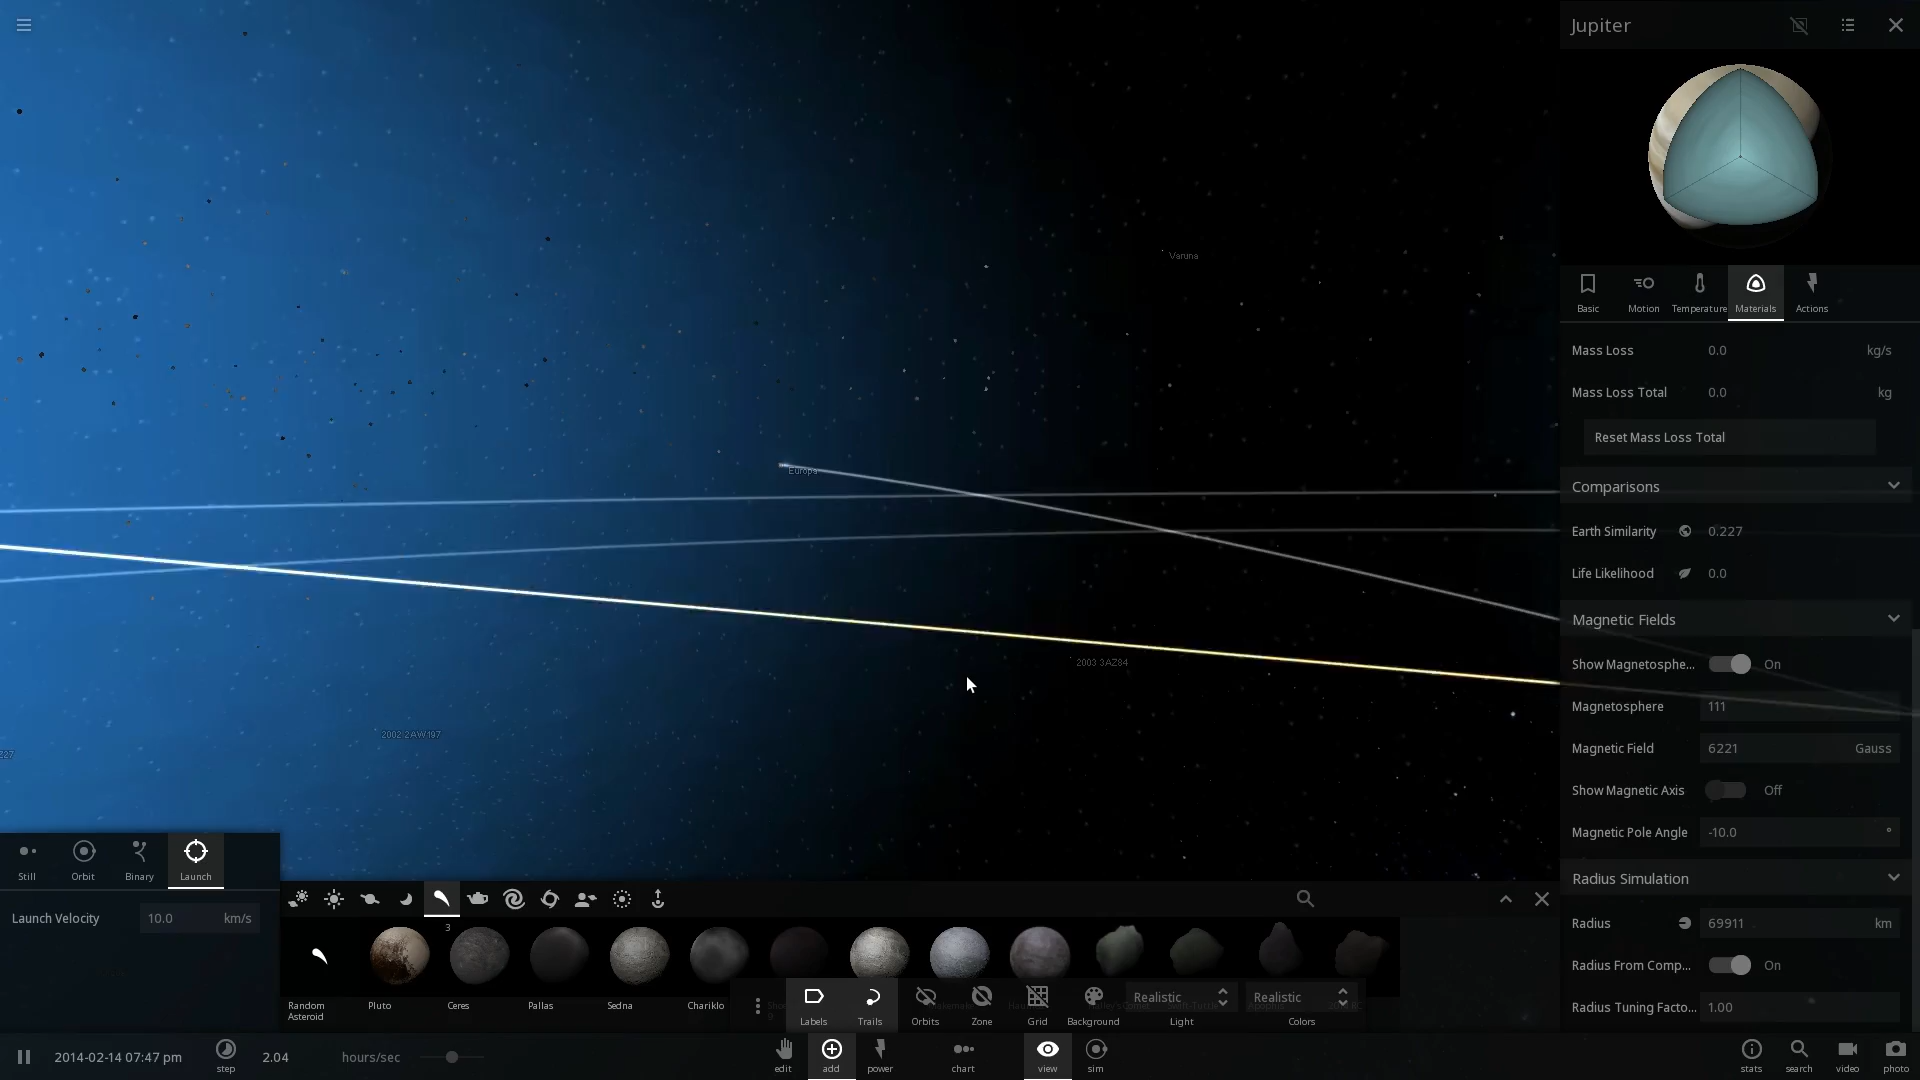 Jupiter
Basic
Motion
Temperature
Materials
Actions
Mass Loss 0.0 kg/s
Mass Loss Total 0.0 kg
Reset Mass Loss Total
Comparisons
Earth Similarity 0.227
Life Likelihood 0.0
Magnetic Fields
Show Magnetosphe... On
Magnetosphere 111
Magnetic Field 6221 Gauss
Show Magnetic Axis Off
Magnetic Pole Angle -10.0 °
Radius Simulation
Radius 69911 km
Radius From Comp... On
Radius Tuning Facto... 1.00
Varuna
Europa
2003 3AZ84
2002 2AW197
Still
Orbit
Binary
Launch
Launch Velocity 10.0 km/s
3
Random
Asteroid
Pluto
Ceres
Pallas
Sedna
Chariklo
Labels
Trails
Orbits
Zone
Grid
Background
Realistic
Light
Realistic
Colors
2014-02-14 07:47 pm
step
2.04
hours/sec
edit
add
power
chart
view
sim
stats
search
video
photo